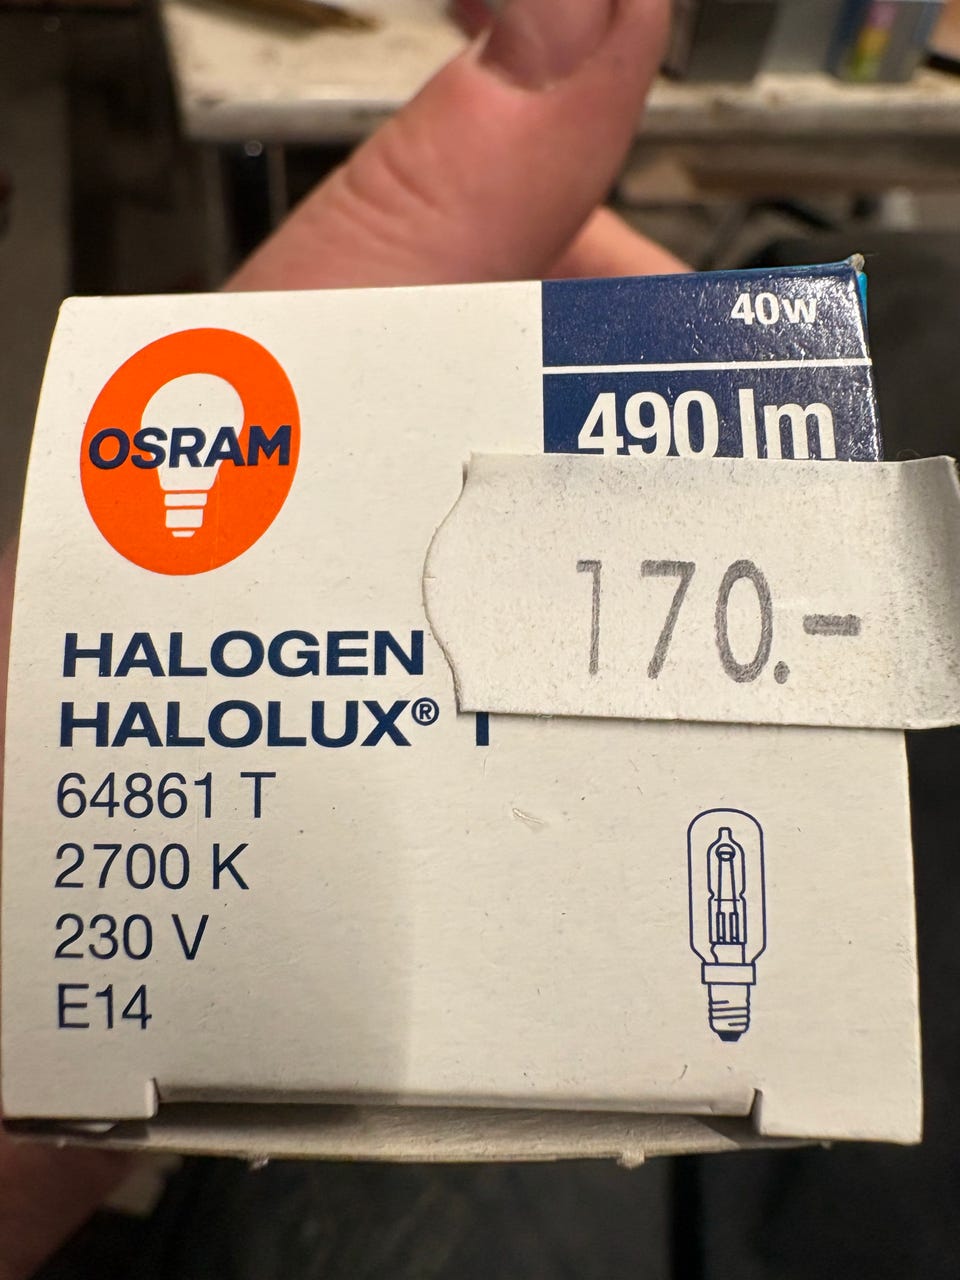 40W
490 lm
OSRAM
170.-
HALOGEN
HALOLUX® T
64861 T
2700 K
230 V
E14